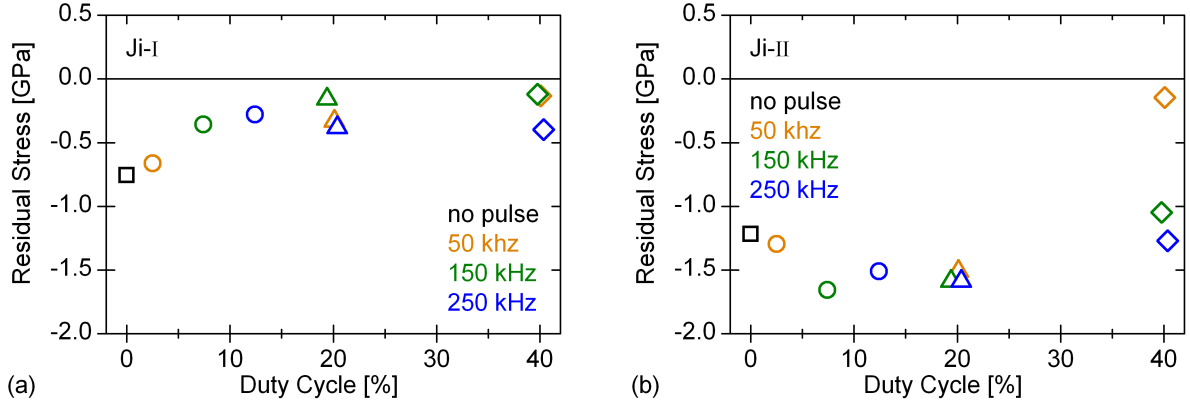 Ji-I
Residual Stress [GPa]
0.5
0.0
-0.5
-1.0
-1.5
-2.0
no pulse
50 khz
150 kHz
250 kHz
0 10 20 30 40
Duty Cycle [%]
(a)
Ji-II
Residual Stress [GPa]
0.5
0.0
-0.5
-1.0
-1.5
-2.0
no pulse
50 khz
150 kHz
250 kHz
0 10 20 30 40
Duty Cycle [%]
(b)